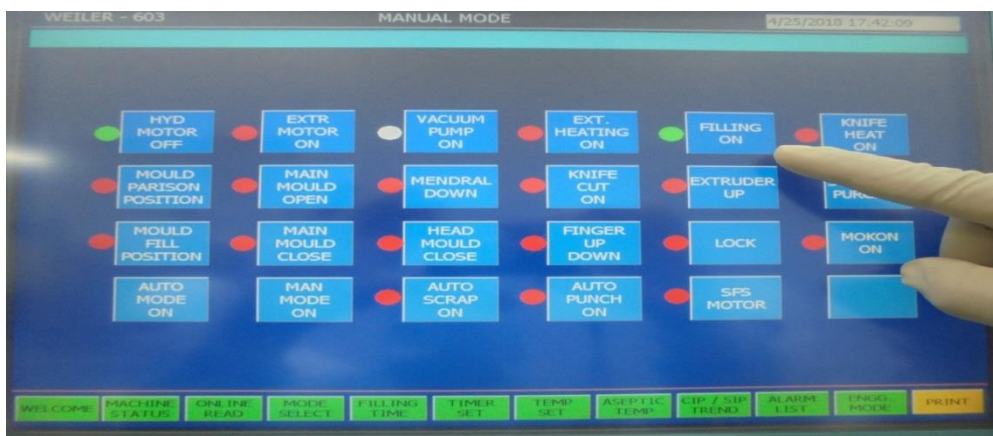 WEILER - 603 MANUAL MODE 4/25/2018 17:42:09
HYD
MOTOR
OFF
EXTR
MOTOR
ON
VACUUM
PUMP
ON
EXT.
HEATING
ON
FILLING
ON
KNIFE
HEAT
ON
MOULD
PARISON
POSITION
MAIN
MOULD
OPEN
MENDRAL
DOWN
KNIFE
CUT
ON
EXTRUDER
UP
MOULD
FILL
POSITION
MAIN
MOULD
CLOSE
HEAD
MOULD
CLOSE
FINGER
UP
DOWN
LOCK
MOKON
ON
AUTO
MODE
ON
MAN
MODE
ON
AUTO
SCRAP
ON
AUTO
PUNCH
ON
SFS
MOTOR
WELCOME
MACHINE
STATUS
ONLINE
READ
MODE
SELECT
FILLING
TIME
TIMER
SET
TEMP
SET
ASEPTIC
TEMP
CIP / SIP
TREND
ALARM
LIST
ENGG.
MODE
PRINT